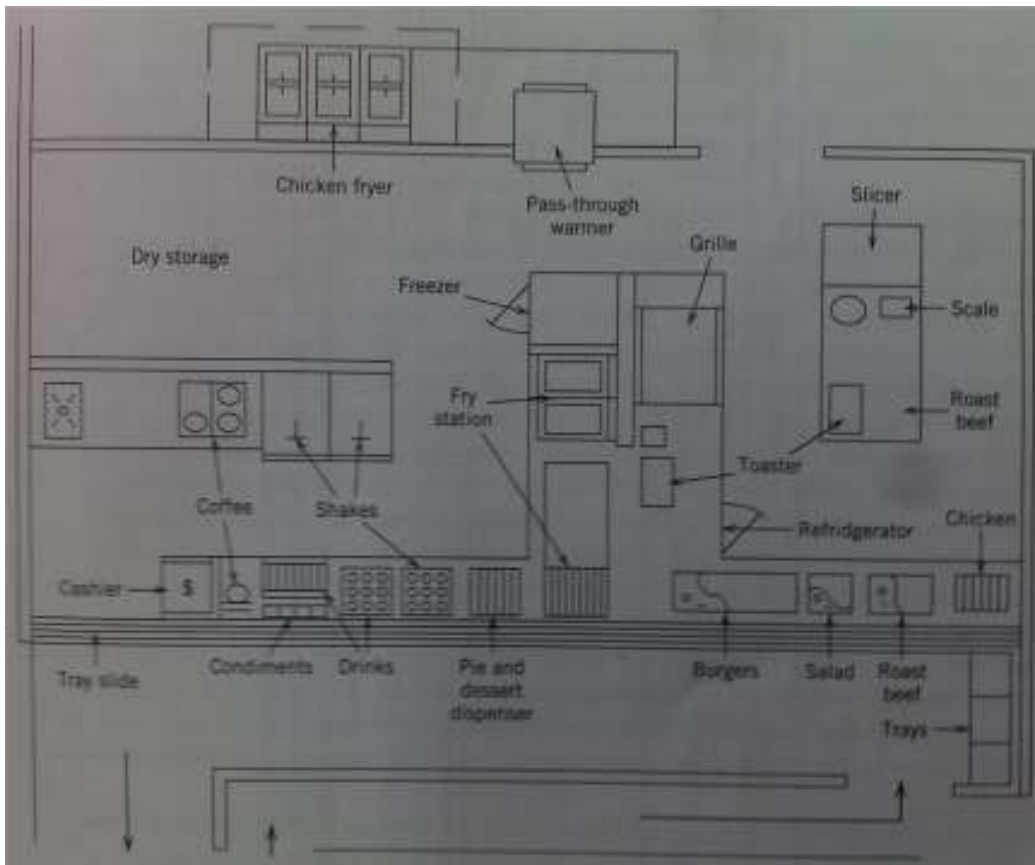 Chicken fryer
Pass-through
warmer
Slicer
Dry storage
Grille
Freezer
Scale
Fry
station
Roast
beef
Toaster
Coffee
Shakes
Refridgerator
Chicken
Cashier
$
Tray slide
Condiments
Drinks
Pie and
dessert
dispenser
Borgers
Salad
Roast
beef
Trays